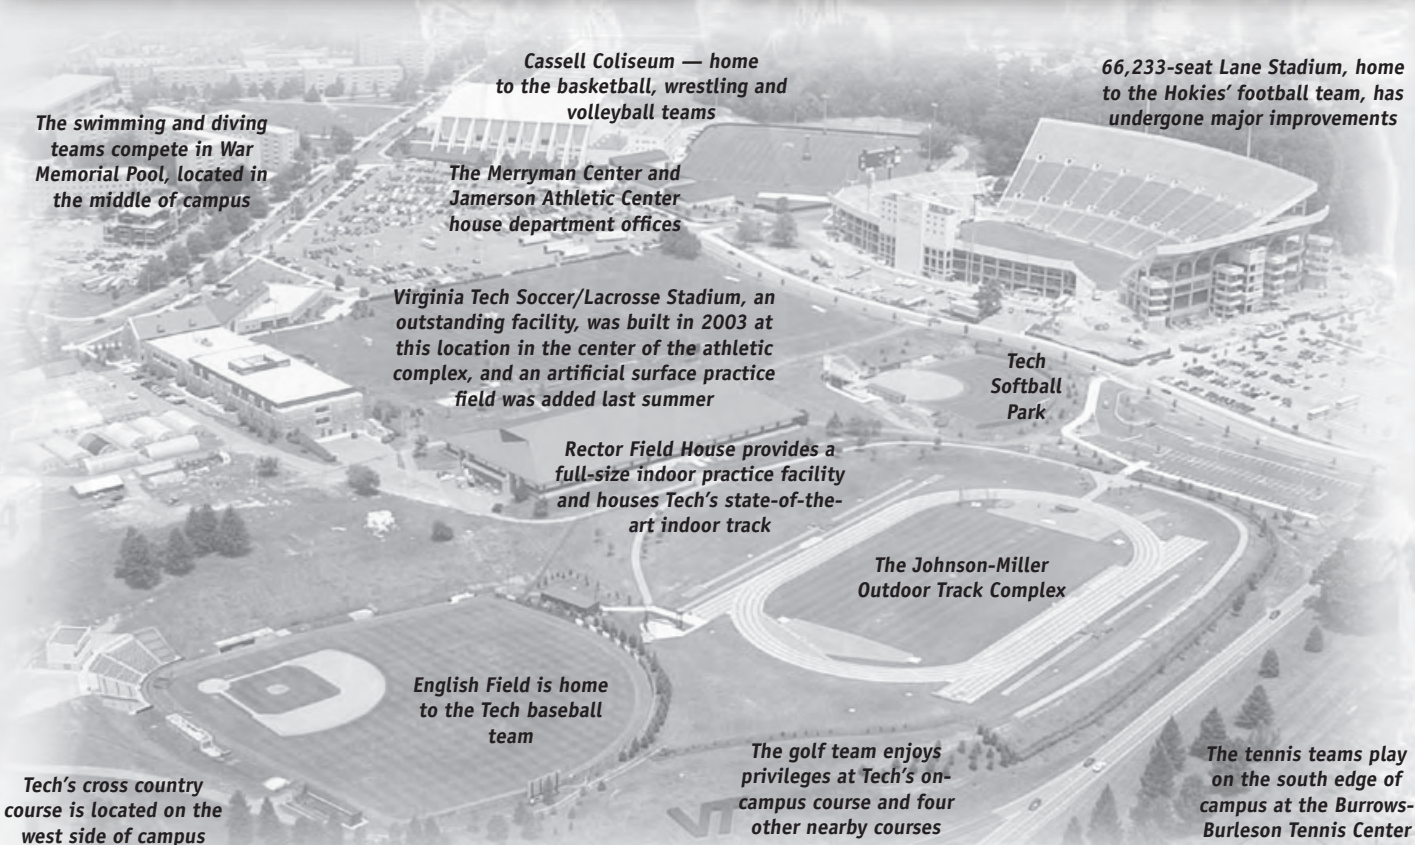 Cassell Coliseum — home
to the basketball, wrestling and
volleyball teams
66,233-seat Lane Stadium, home
to the Hokies' football team, has
undergone major improvements
The swimming and diving
teams compete in War
Memorial Pool, located in
the middle of campus
The Merryman Center and
Jamerson Athletic Center
house department offices
Virginia Tech Soccer/Lacrosse Stadium, an
outstanding facility, was built in 2003 at
this location in the center of the athletic
complex, and an artificial surface practice
field was added last summer
Tech
Softball
Park
Rector Field House provides a
full-size indoor practice facility
and houses Tech's state-of-the-
art indoor track
The Johnson-Miller
Outdoor Track Complex
English Field is home
to the Tech baseball
team
The golf team enjoys
privileges at Tech's on-
campus course and four
other nearby courses
The tennis teams play
on the south edge of
campus at the Burrows-
Burleson Tennis Center
Tech's cross country
course is located on the
west side of campus
VT